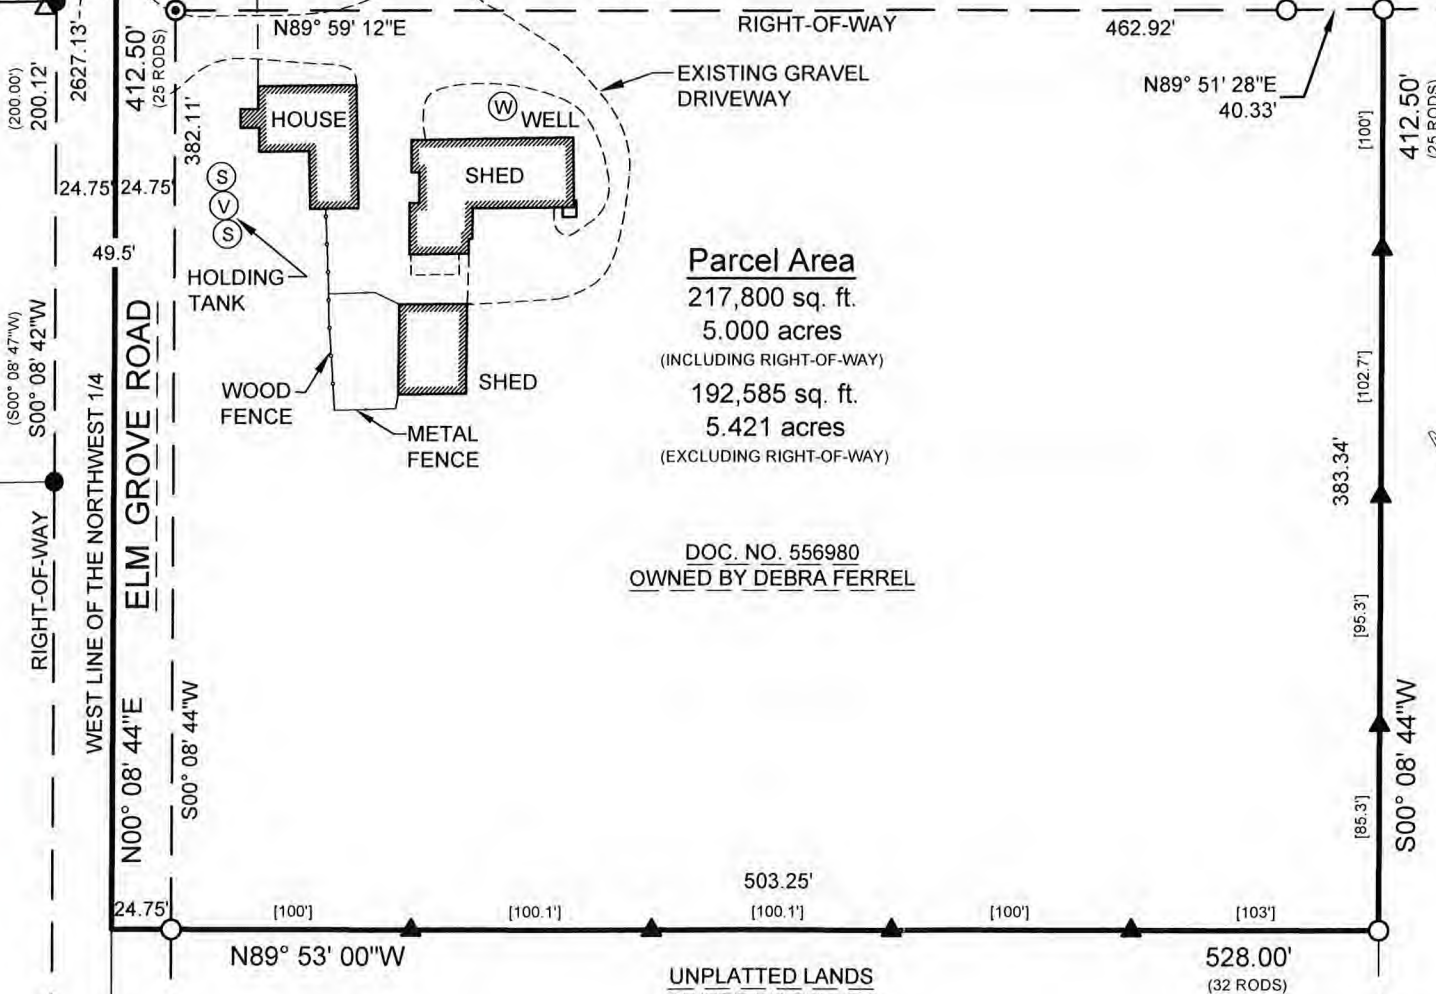 N89° 59' 12"E
RIGHT-OF-WAY
462.92'
N89° 51' 28"E
40.33'
(200.00')
200.12'
2627.13'
412.50'
(25 RODS)
382.11'
HOUSE
W WELL
SHED
EXISTING GRAVEL
DRIVEWAY
[100']
412.50'
(25 RODS)
24.75'
24.75'
49.5'
S
V
S
HOLDING
TANK
(S00° 08' 47"W)
S00° 08' 42"W
RIGHT-OF-WAY
WEST LINE OF THE NORTHWEST 1/4
ELM GROVE ROAD
N00° 08' 44"E
S00° 08' 44"W
WOOD
FENCE
METAL
FENCE
SHED
Parcel Area
217,800 sq. ft.
5.000 acres
(INCLUDING RIGHT-OF-WAY)
192,585 sq. ft.
5.421 acres
(EXCLUDING RIGHT-OF-WAY)
DOC. NO. 556980
OWNED BY DEBRA FERREL
[102.7']
383.34'
[95.3']
[85.3']
S00° 08' 44"W
503.25'
24.75'
[100']
[100.1']
[100.1']
[100']
[103']
N89° 53' 00"W
528.00'
(32 RODS)
UNPLATTED LANDS